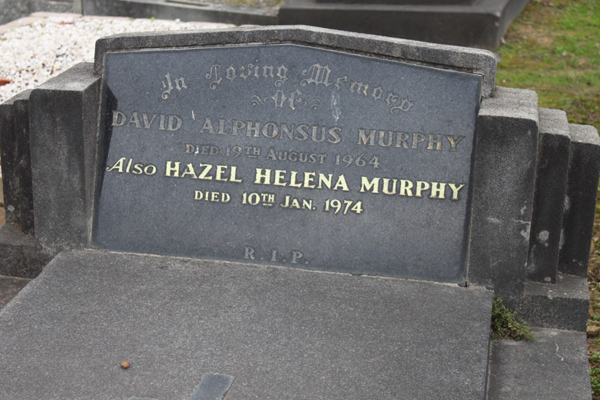 In Loving Memory
of
DAVID ALPHONSUS MURPHY
DIED 19TH AUGUST 1964
Also HAZEL HELENA MURPHY
DIED 10TH JAN. 1974
R.I.P.